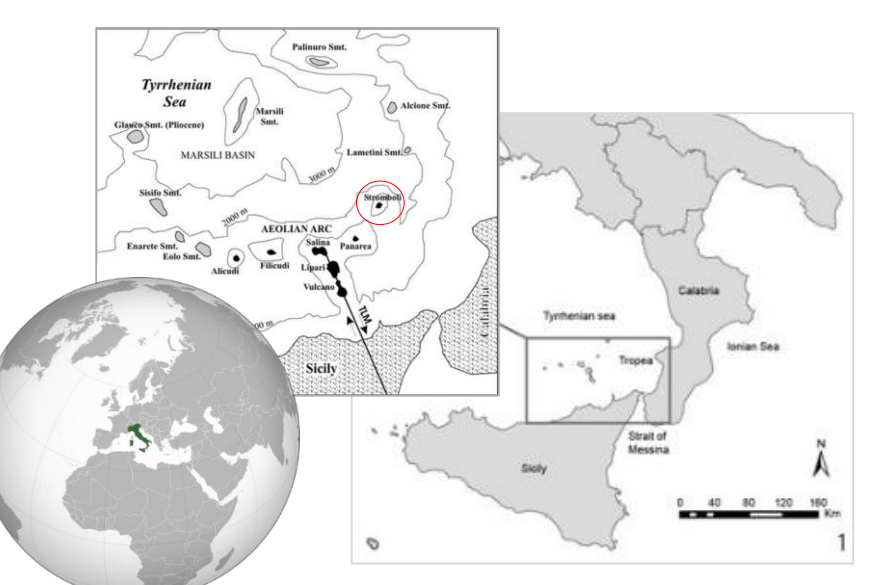 Palinuro Smt.
Tyrrhenian
Sea
Marsili
Smt.
Alcione Smt.
Glauco Smt. (Pliocene)
MARSILI BASIN
Lametini Smt.
3000 m
Sisifo Smt.
Stromboli
2000 m
AEOLIAN ARC
Enarete Smt.
Eolo Smt.
Salina
Panarea
Alicudi
Filicudi
Lipari
Vulcano
TLM
Calabria
Sicily
Calabria
Tyrrhenian sea
Tropea
Ionian Sea
Strait of
Messina
Sicily
N
0 40 80 120 160
Km
1